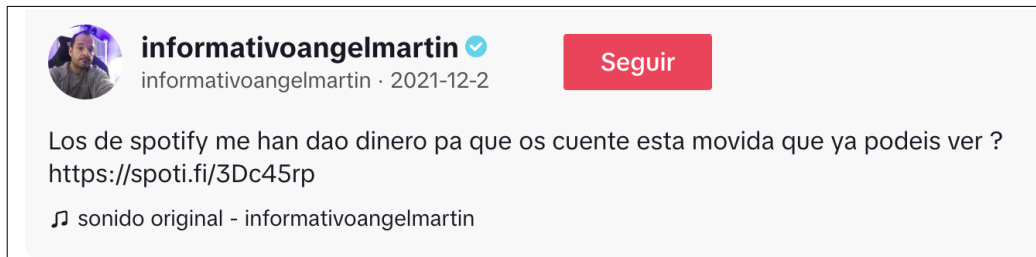 informativoangelmartin
informativoangelmartin · 2021-12-2
Seguir
Los de spotify me han dao dinero pa que os cuente esta movida que ya podeis ver ?
https://spoti.fi/3Dc45rp
sonido original - informativoangelmartin